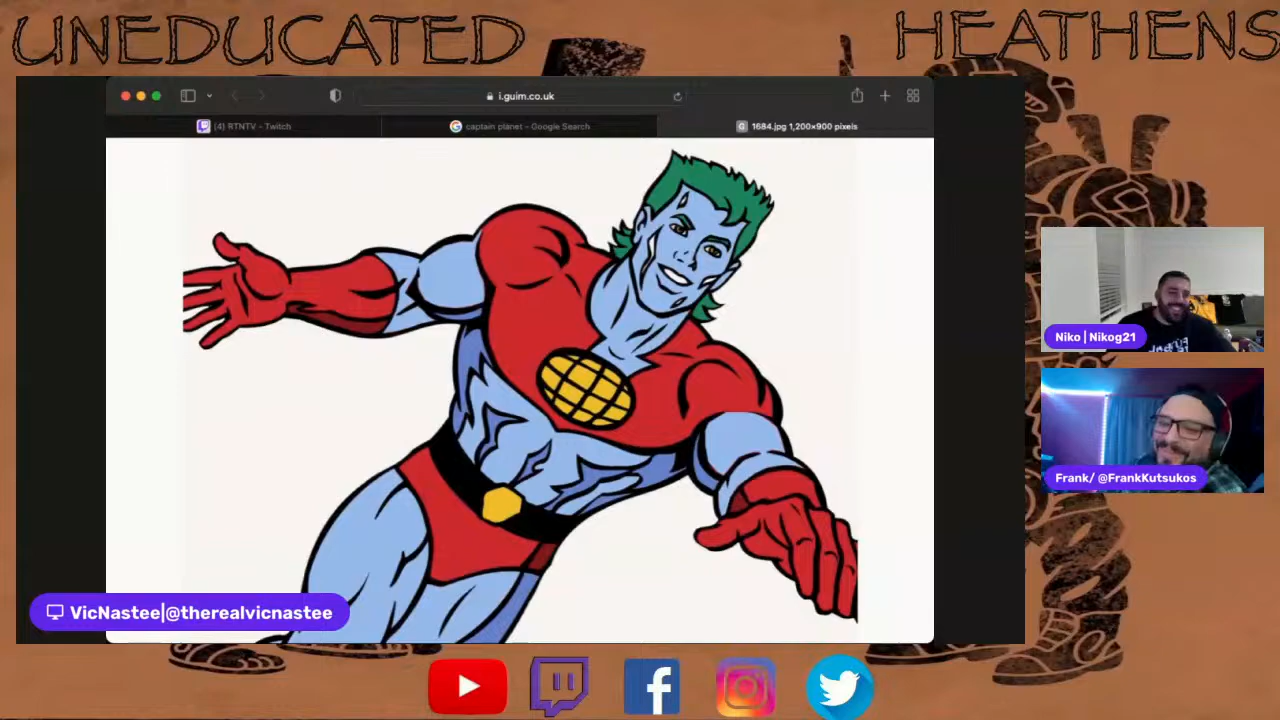 UNEDUCATED HEATHENS
i.guim.co.uk
(4) RTNTV - Twitch
captain planet - Google Search
G 1684.jpg 1,200×900 pixels
Niko | Nikog21
Frank/ @FrankKutsukos
VicNastee|@therealvicnastee